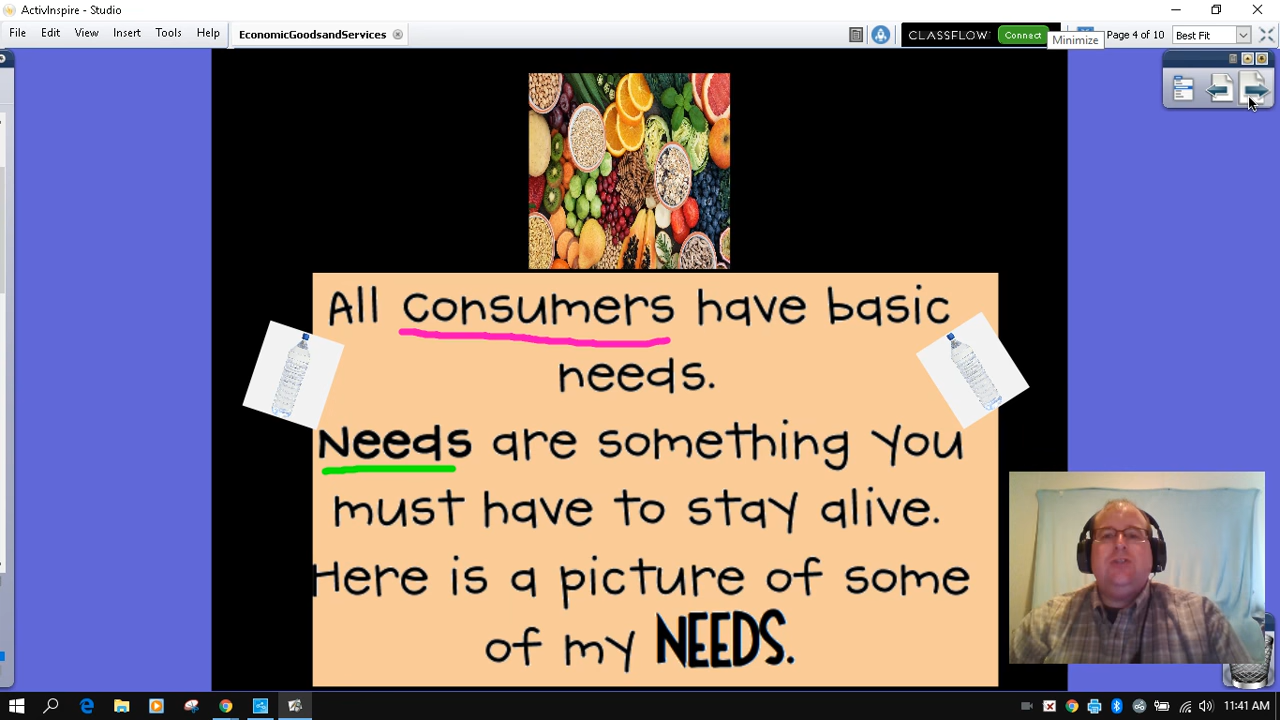 ActivInspire - Studio
File Edit View Insert Tools Help EconomicGoodsandServices CLASSFLOW Connect Page 4 of 10 Best Fit
Minimize
All Consumers have basic
needs.
Needs are something you
must have to stay alive.
Here is a picture of some
of my NEEDS.
11:41 AM